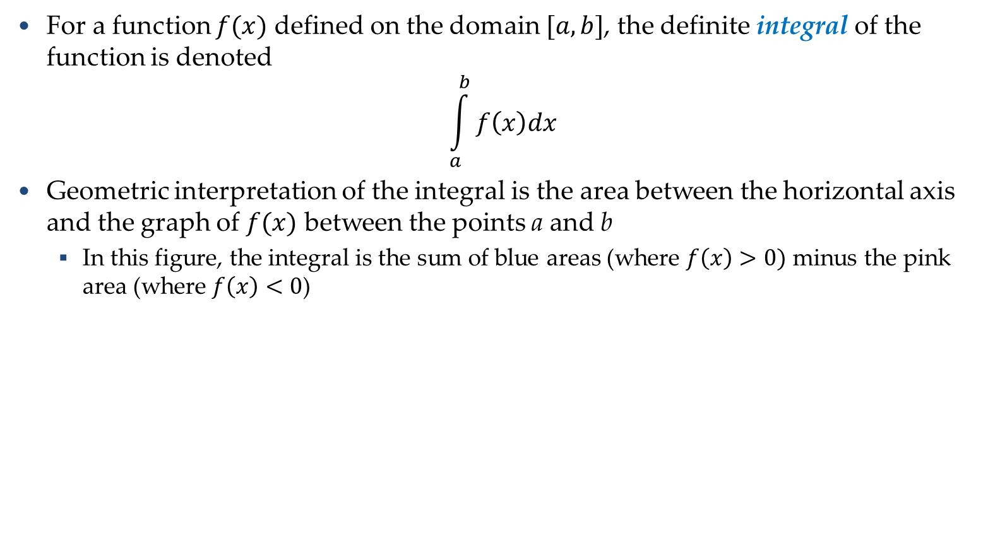 • For a function f(x) defined on the domain [a, b], the definite integral of the
function is denoted
b
∫ f(x)dx
a
• Geometric interpretation of the integral is the area between the horizontal axis
and the graph of f(x) between the points a and b
▪ In this figure, the integral is the sum of blue areas (where f(x) > 0) minus the pink
area (where f(x) < 0)